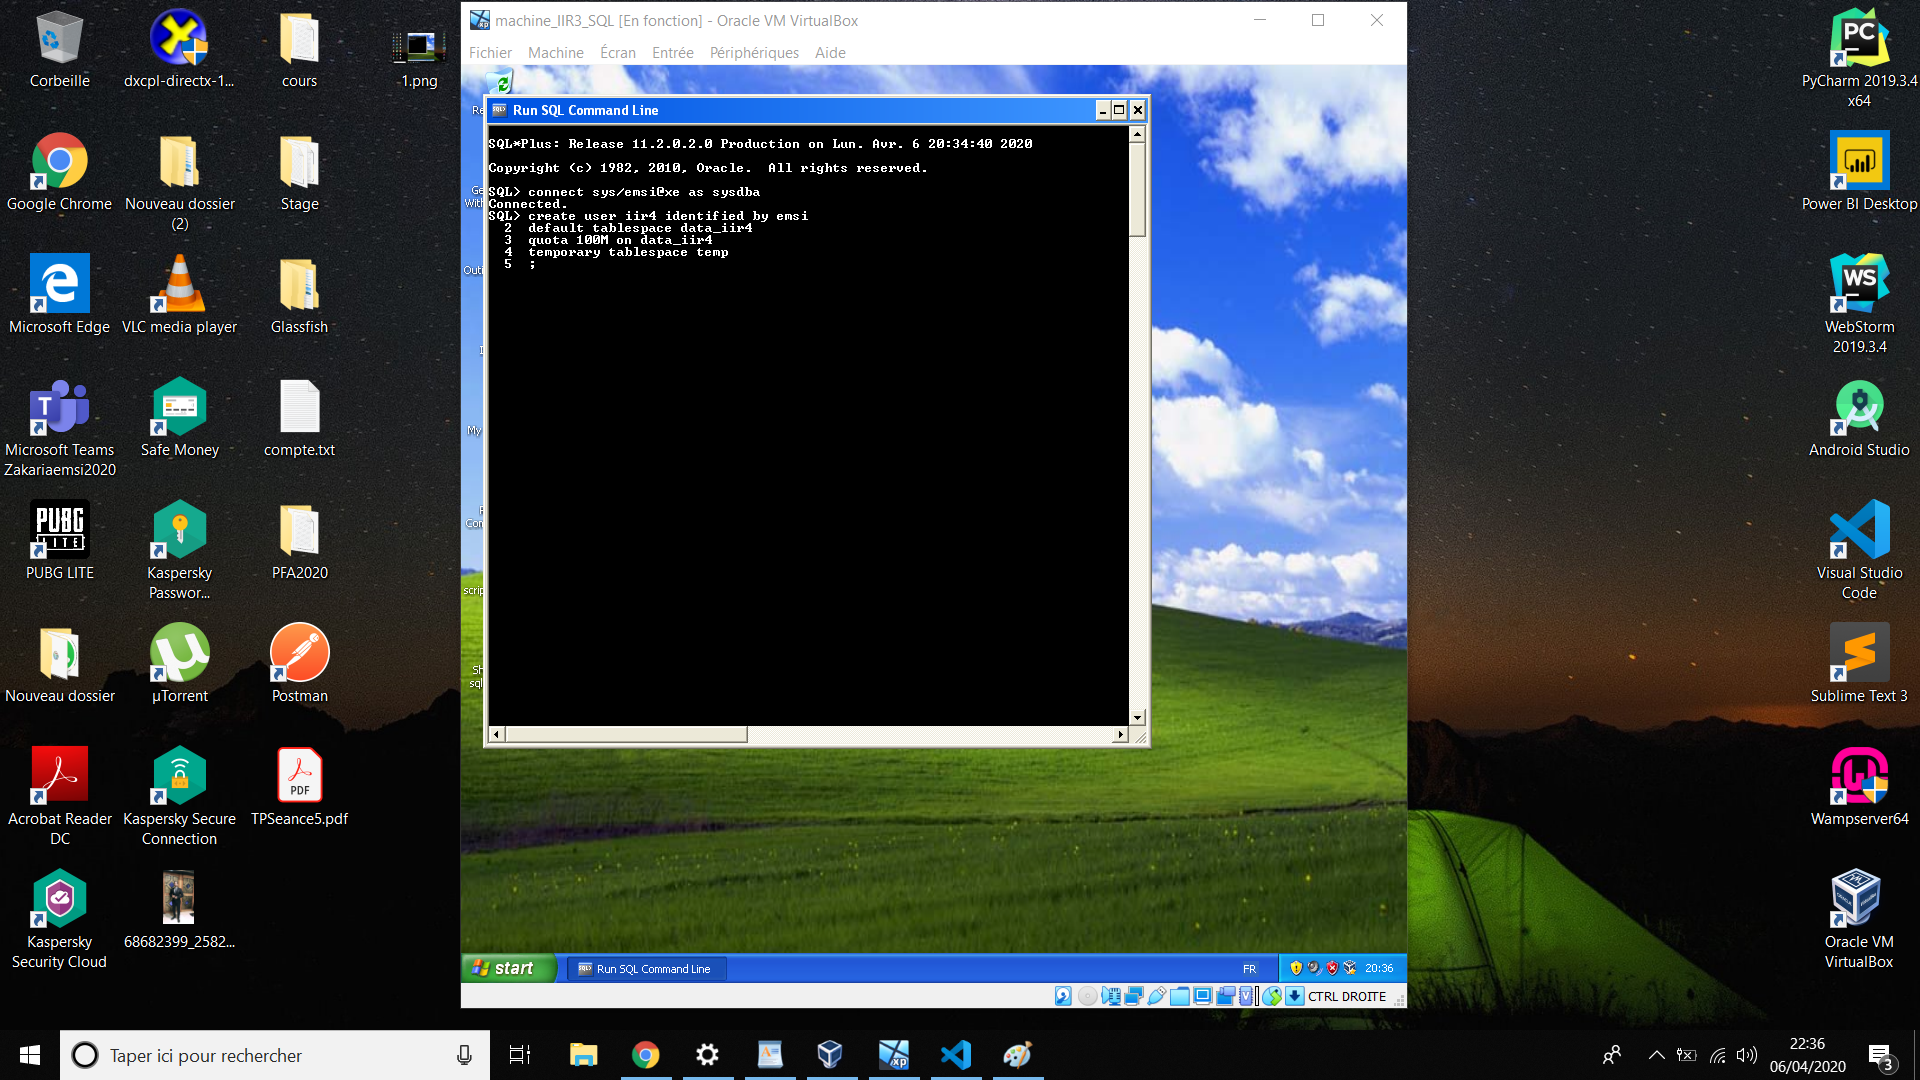 Corbeille
dxcpl-directx-1...
cours
-1.png
Google Chrome
Nouveau dossier
(2)
Stage
Microsoft Edge
VLC media player
Glassfish
Microsoft Teams
Zakariaemsi2020
Safe Money
compte.txt
PUBG
LITE
PUBG LITE
Kaspersky
Passwor...
PFA2020
Nouveau dossier
µTorrent
Postman
Acrobat Reader
DC
Kaspersky Secure
Connection
PDF
TPSeance5.pdf
Kaspersky
Security Cloud
68682399_2582...
machine_IIR3_SQL [En fonction] - Oracle VM VirtualBox
Fichier Machine Écran Entrée Périphériques Aide
Run SQL Command Line
SQL*Plus: Release 11.2.0.2.0 Production on Lun. Avr. 6 20:34:40 2020
Copyright (c) 1982, 2010, Oracle.  All rights reserved.
SQL> connect sys/emsi@xe as sysdba
Connected.
SQL> create user iir4 identified by emsi
2 default tablespace data_iir4
3 quota 100M on data_iir4
4 temporary tablespace temp
5 ;
start
Run SQL Command Line
FR
20:36
CTRL DROITE
PC
PyCharm 2019.3.4
x64
Power BI Desktop
WS
WebStorm
2019.3.4
Android Studio
Visual Studio
Code
Sublime Text 3
Wampserver64
Oracle VM
VirtualBox
Taper ici pour rechercher
22:36
06/04/2020
3